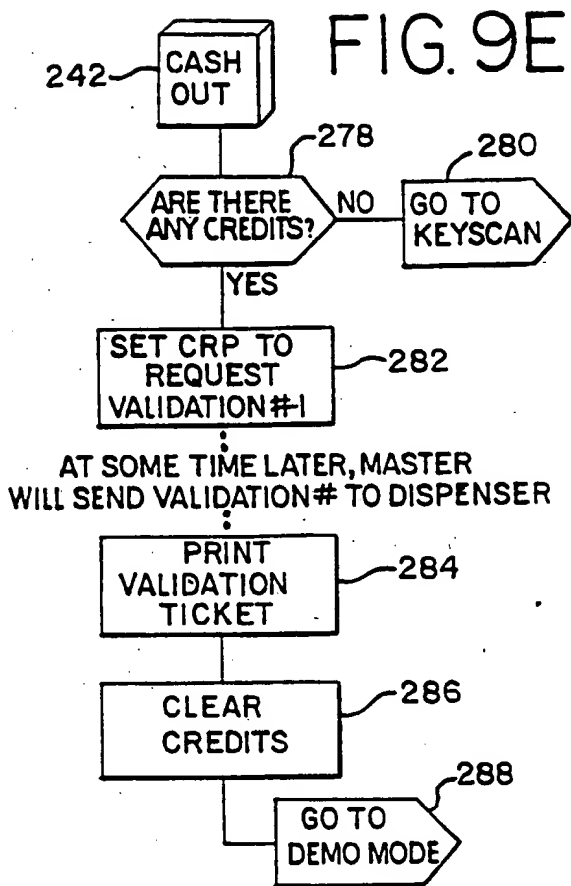 FIG. 9E
242
CASH
OUT
278
ARE THERE
ANY CREDITS?
NO
280
GO TO
KEYSCAN
YES
SET CRP TO
REQUEST
VALIDATION #1
282
AT SOME TIME LATER, MASTER
WILL SEND VALIDATION # TO DISPENSER
PRINT
VALIDATION
TICKET
284
CLEAR
CREDITS
286
288
GO TO
DEMO MODE